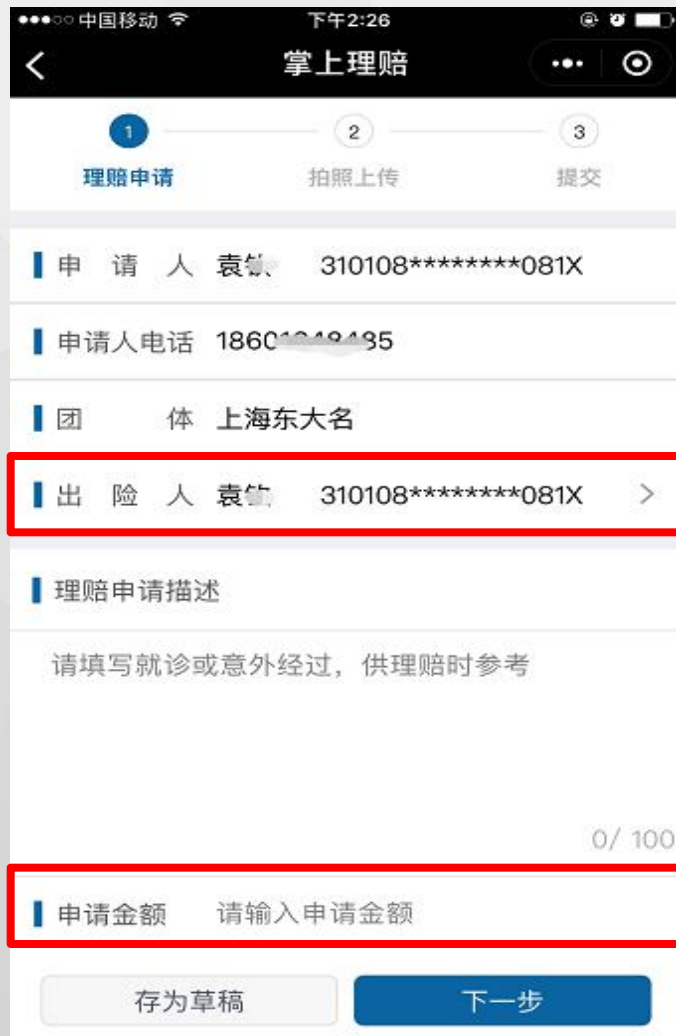 中国移动 下午2:26
掌上理赔
1 2 3
理赔申请 拍照上传 提交
申请人 袁 310108********081X
申请人电话 1860 35
团体 上海东大名
出险人 袁 310108********081X >
理赔申请描述
请填写就诊或意外经过，供理赔时参考
0/ 100
申请金额 请输入申请金额
存为草稿 下一步